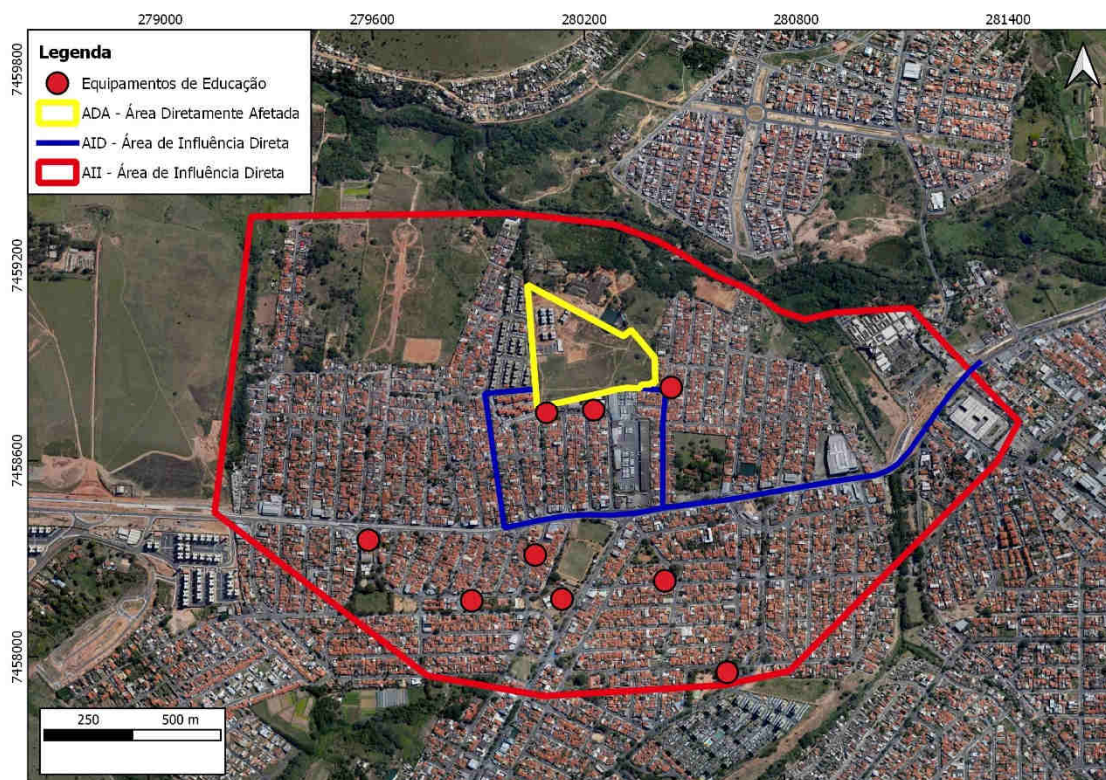 279000 279600 280200 280800 281400
7459800
7459200
7458600
7458000
Legenda
Equipamentos de Educação
ADA - Área Diretamente Afetada
AID - Área de Influência Direta
AII - Área de Influência Direta
250 500 m